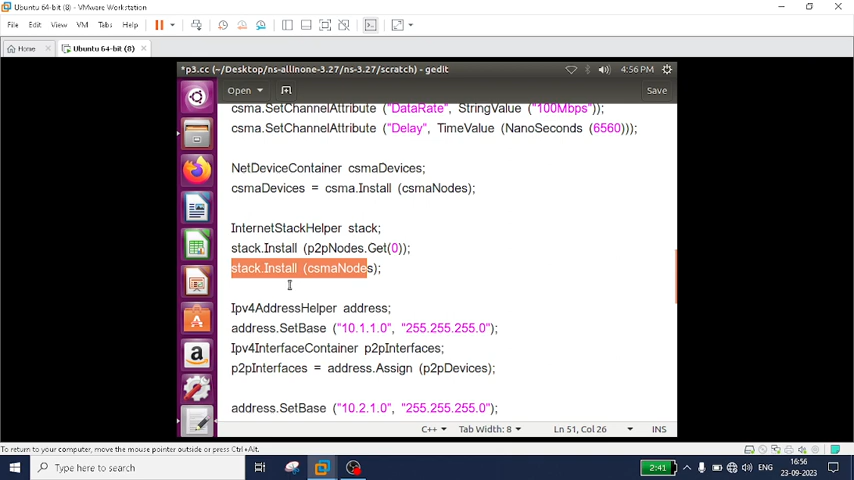 Ubuntu 64-bit (8) - VMware Workstation
File Edit View VM Tabs Help
Home Ubuntu 64-bit (8)
*p3.cc (~/Desktop/ns-allinone-3.27/ns-3.27/scratch) - gedit 4:56 PM
Open Save
csma.SetChannelAttribute ("DataRate", StringValue ("100Mbps"));
csma.SetChannelAttribute ("Delay", TimeValue (NanoSeconds (6560)));
NetDeviceContainer csmaDevices;
csmaDevices = csma.Install (csmaNodes);
InternetStackHelper stack;
stack.Install (p2pNodes.Get(0));
stack.Install (csmaNodes);
Ipv4AddressHelper address;
address.SetBase ("10.1.1.0", "255.255.255.0");
Ipv4InterfaceContainer p2pInterfaces;
p2pInterfaces = address.Assign (p2pDevices);
address.SetBase ("10.2.1.0", "255.255.255.0");
C++ Tab Width: 8 Ln 51, Col 26 INS
To return to your computer, move the mouse pointer outside or press Ctrl+Alt.
Type here to search 2:41 ENG 16:56
23-09-2023